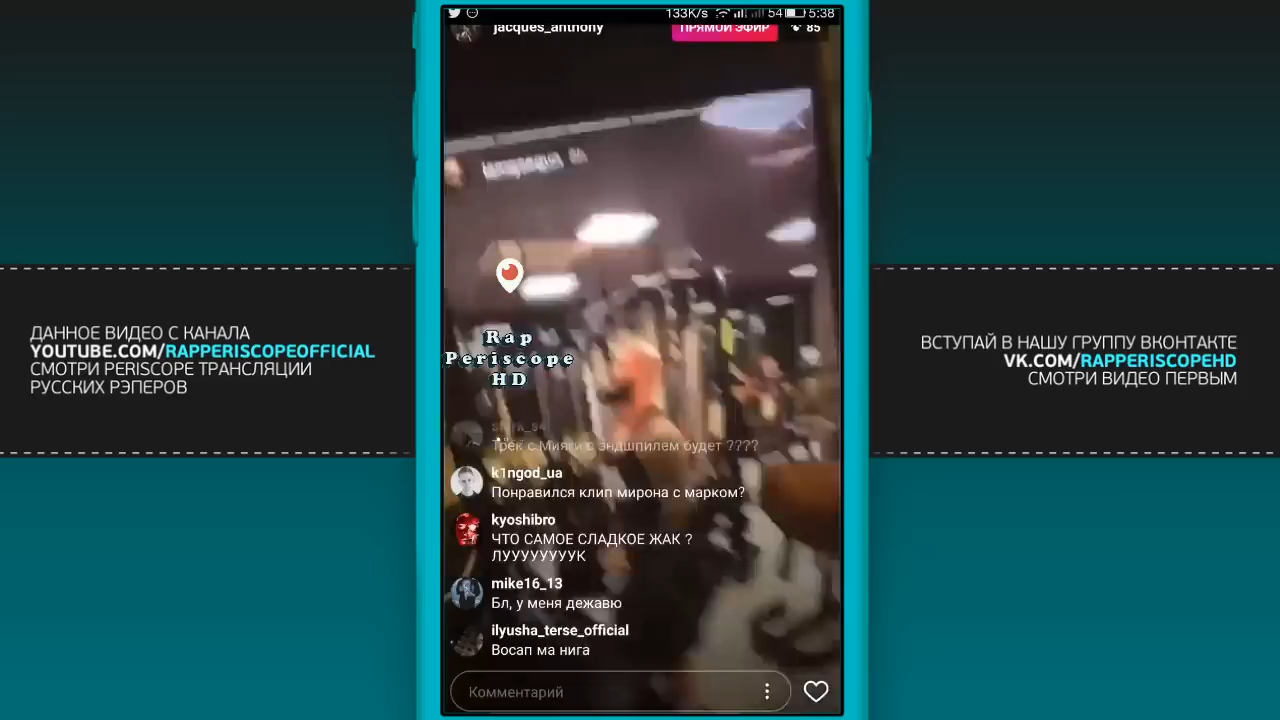 133K/s 54 5:38
jacques_anthony ПРЯМОЙ ЭФИР 85
ДАННОЕ ВИДЕО С КАНАЛА
YOUTUBE.COM/RAPPERISCOPEOFFICIAL
СМОТРИ PERISCOPE ТРАНСЛЯЦИИ
РУССКИХ РЭПЕРОВ
Rap
Periscope
HD
Трек с Мияги с эндшпилем будет ????
k1ngod_ua
Понравился клип мирона с марком?
kyoshibro
ЧТО САМОЕ СЛАДКОЕ ЖАК ?
ЛУУУУУУУУК
mike16_13
Бл, у меня дежавю
ilyusha_terse_official
Восап ма нига
Комментарий
ВСТУПАЙ В НАШУ ГРУППУ ВКОНТАКТЕ
VK.COM/RAPPERISCOPEHD
СМОТРИ ВИДЕО ПЕРВЫМ